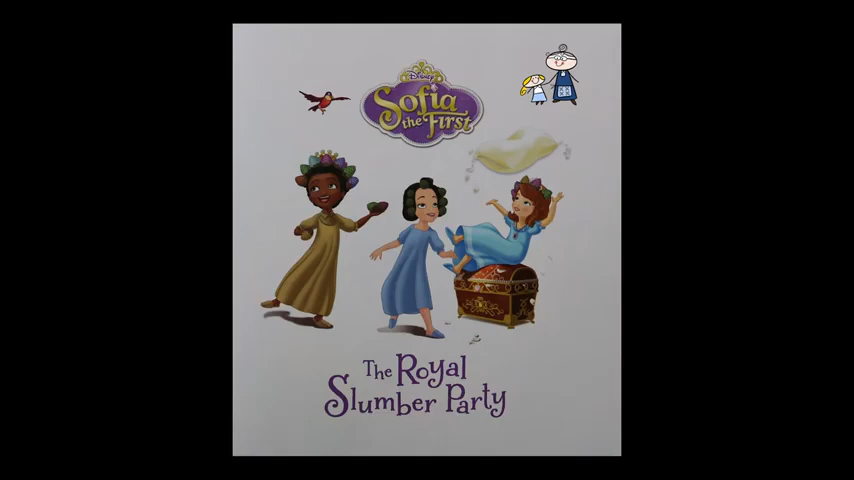 Disney
Sofia
the First
The Royal
Slumber Party